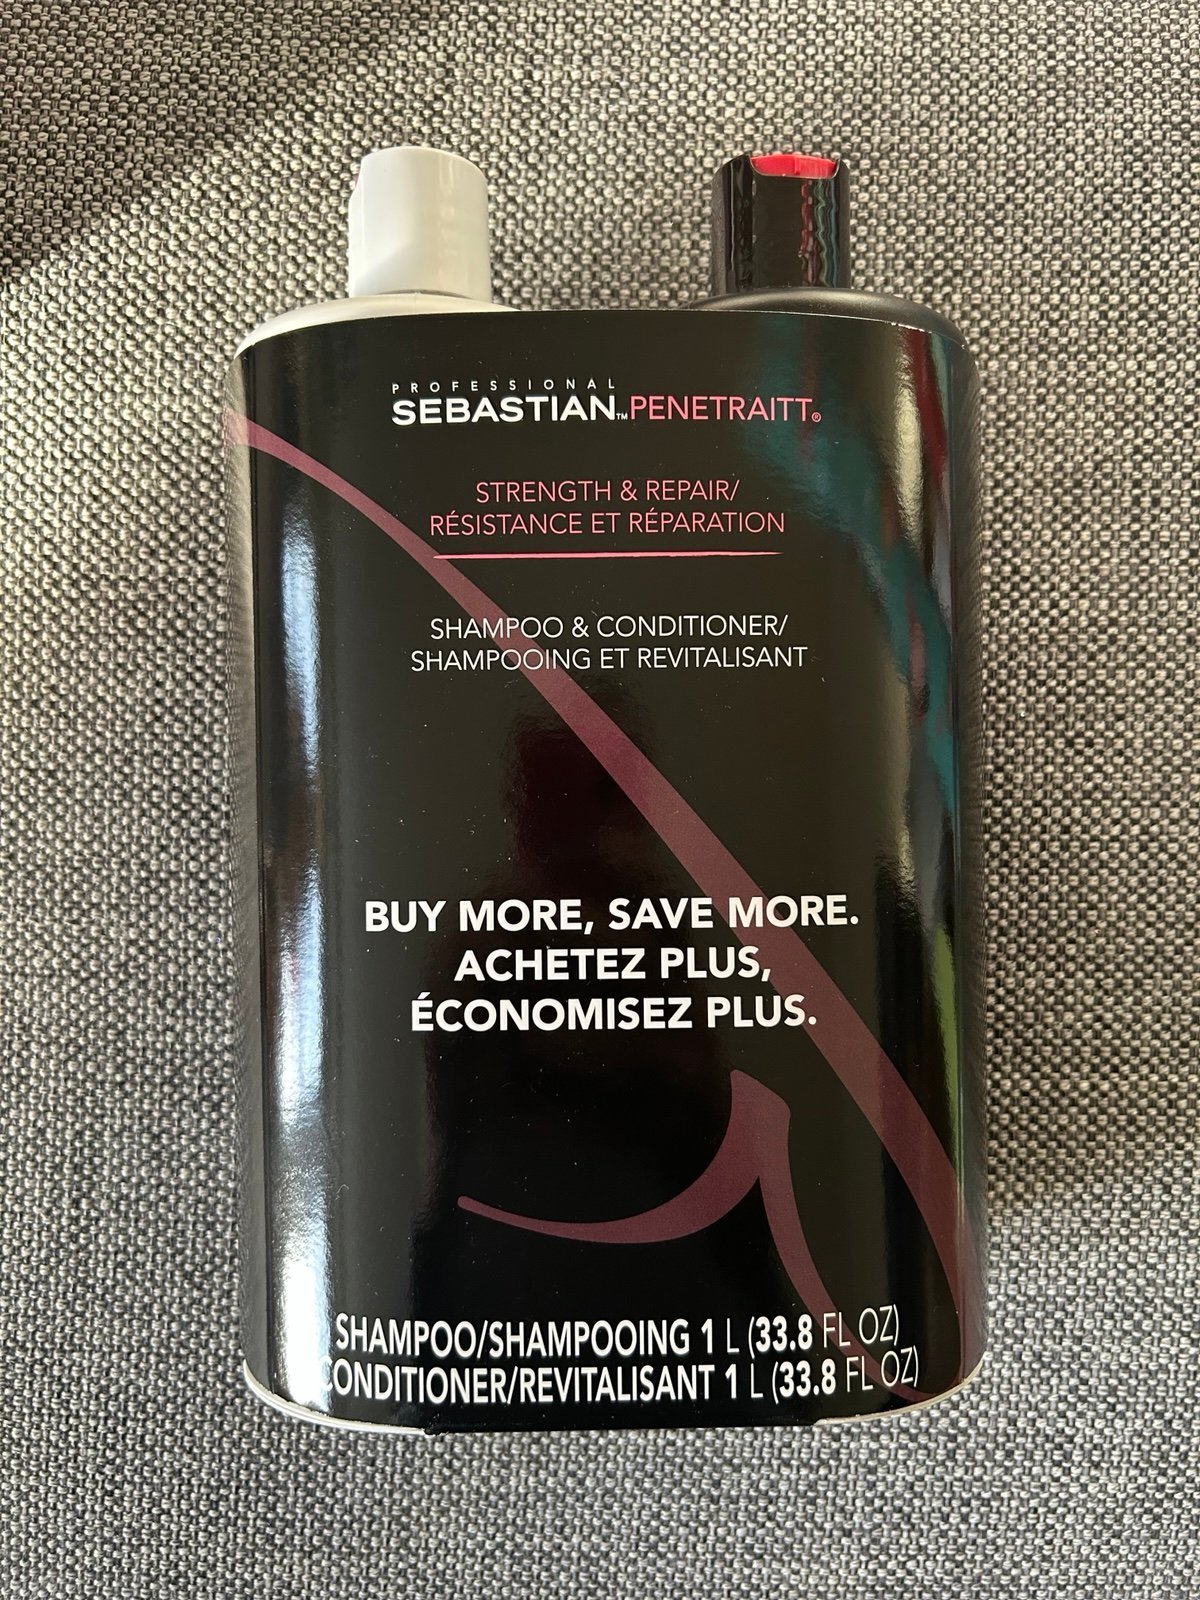 PROFESSIONAL
SEBASTIAN™ PENETRAITT®
STRENGTH & REPAIR/
RÉSISTANCE ET RÉPARATION
SHAMPOO & CONDITIONER/
SHAMPOOING ET REVITALISANT
BUY MORE, SAVE MORE.
ACHETEZ PLUS,
ÉCONOMISEZ PLUS.
SHAMPOO/SHAMPOOING 1 L (33.8 FL OZ)
CONDITIONER/REVITALISANT 1 L (33.8 FL OZ)